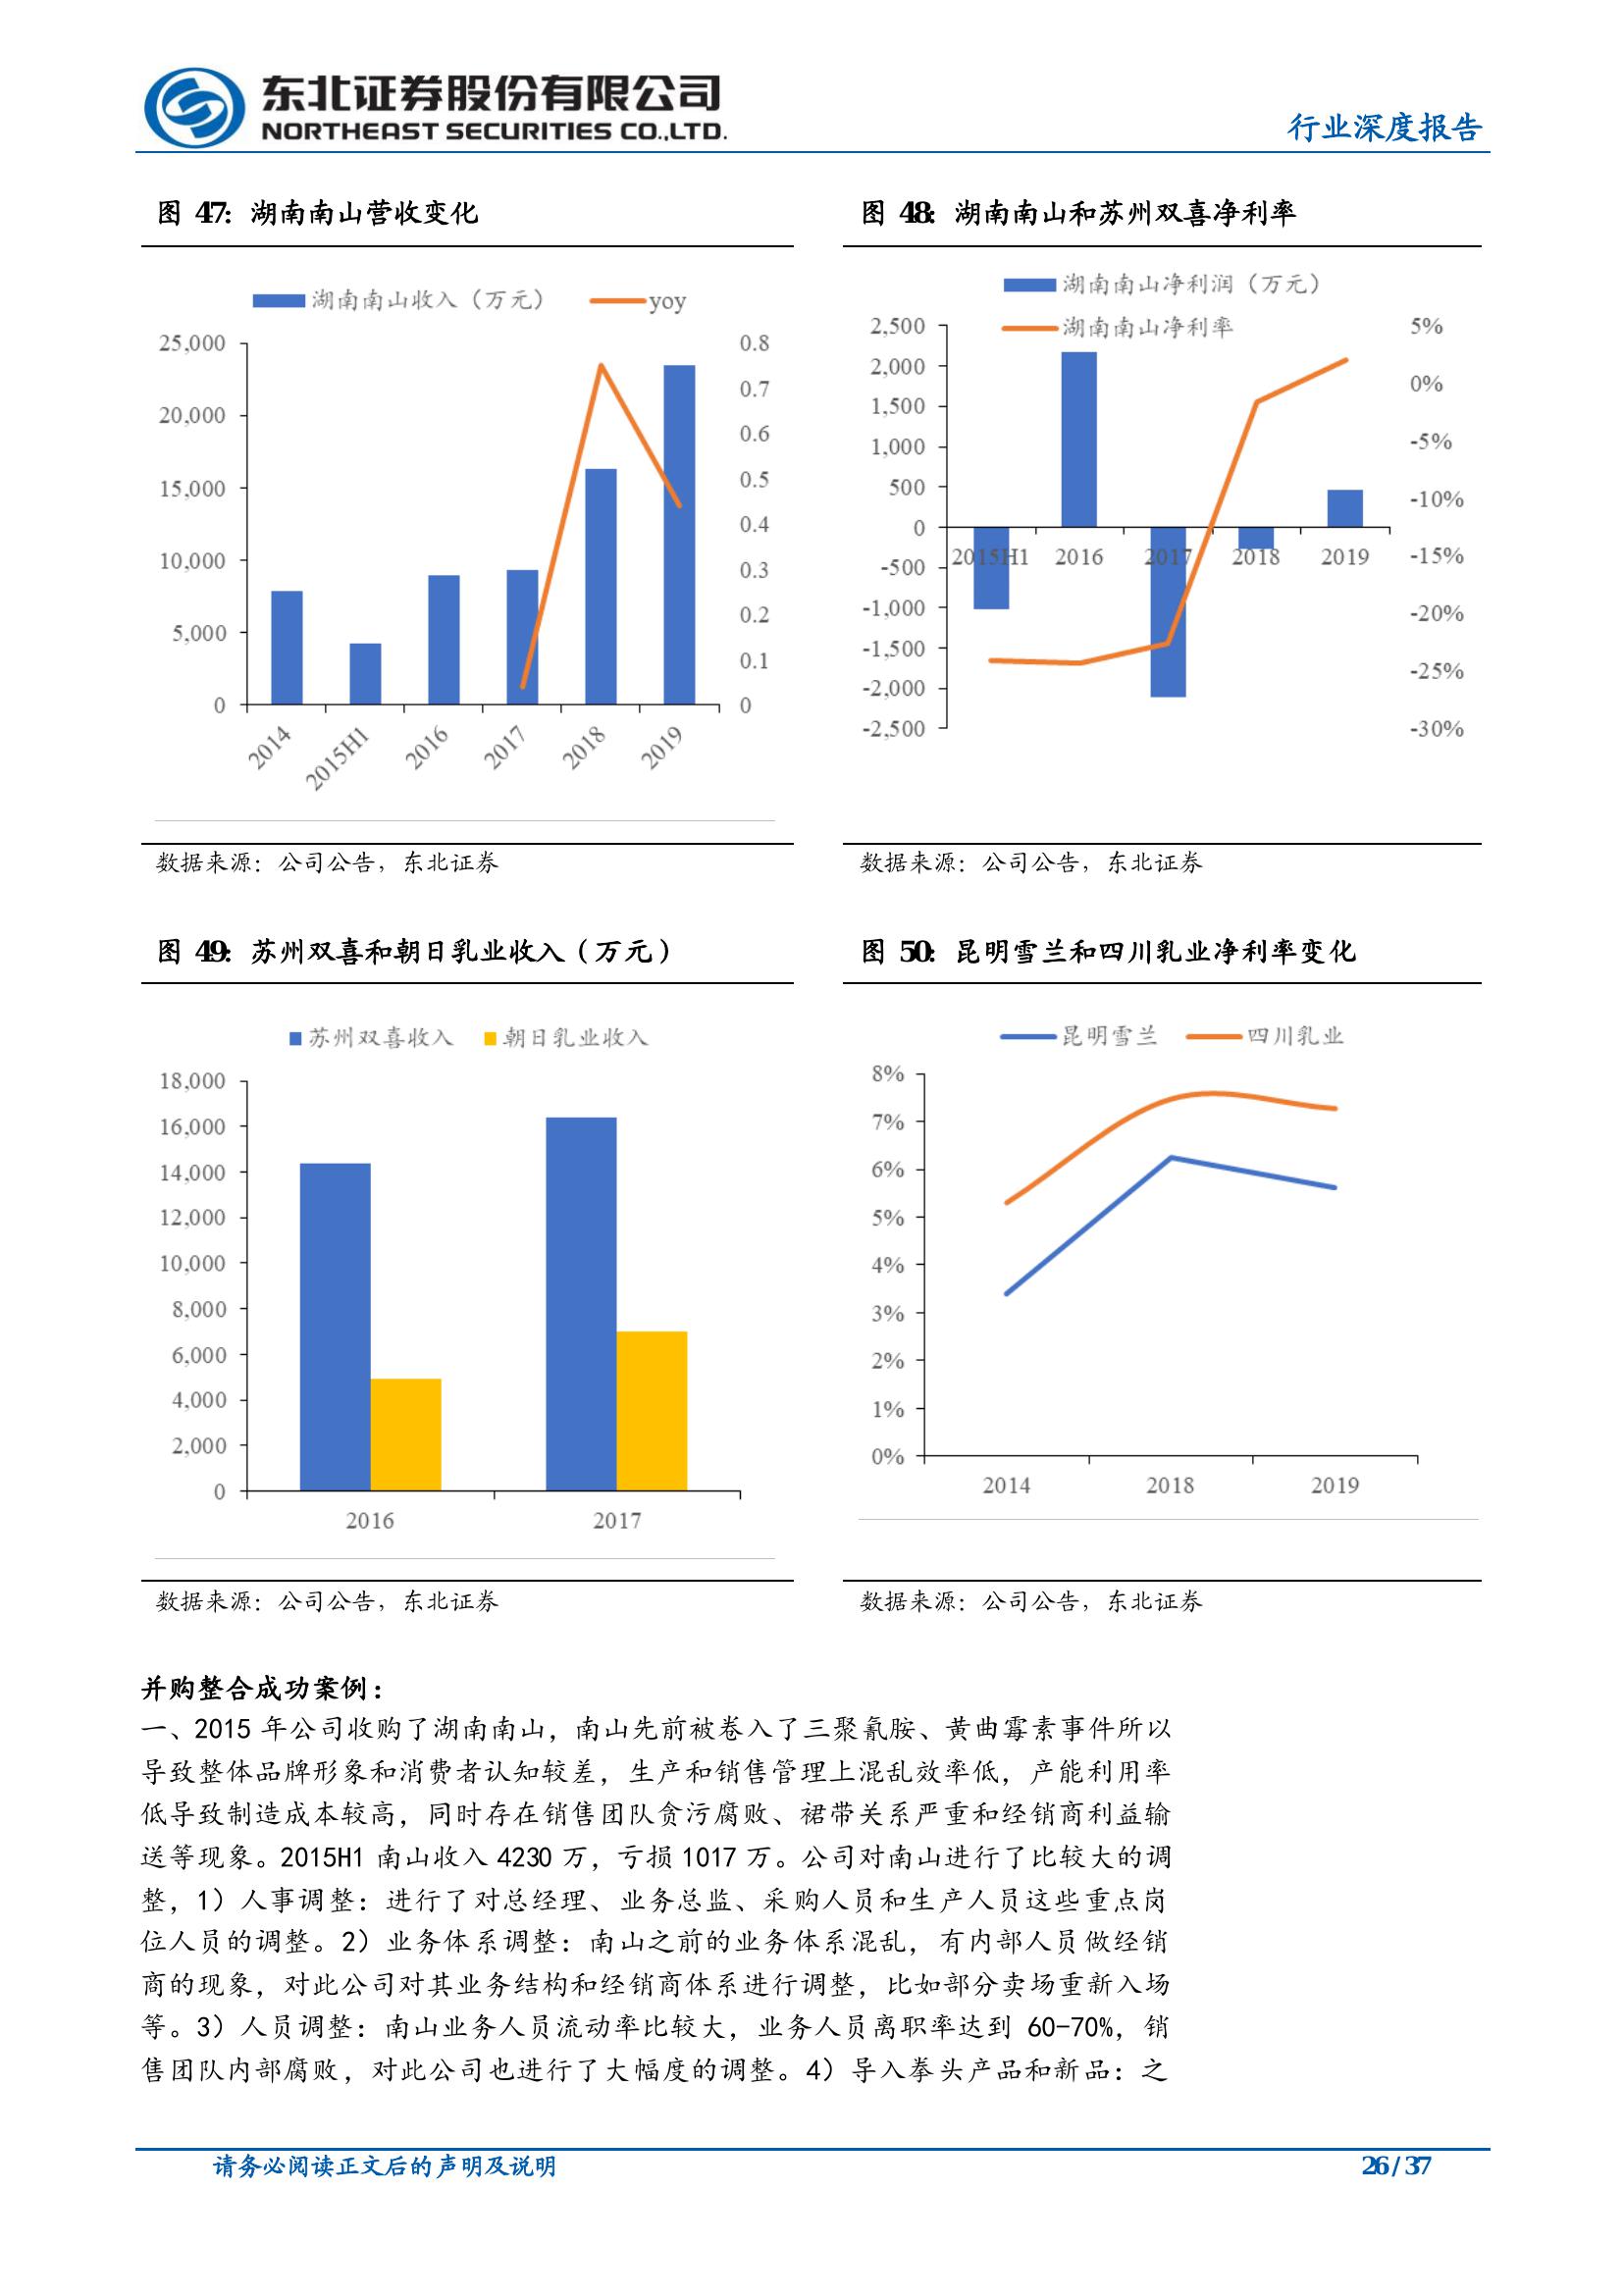 东北证券股份有限公司
NORTHEAST SECURITIES CO.,LTD.
行业深度报告
图 47：湖南南山营收变化
湖南南山收入（万元） yoy
25,000
20,000
15,000
10,000
5,000
0
0.8
0.7
0.6
0.5
0.4
0.3
0.2
0.1
0
2014 2015H1 2016 2017 2018 2019
数据来源：公司公告，东北证券
图 48：湖南南山和苏州双喜净利率
湖南南山净利润（万元）
湖南南山净利率
2,500
2,000
1,500
1,000
500
0
-500
-1,000
-1,500
-2,000
-2,500
5%
0%
-5%
-10%
-15%
-20%
-25%
-30%
2015H1 2016 2017 2018 2019
数据来源：公司公告，东北证券
图 49：苏州双喜和朝日乳业收入（万元）
苏州双喜收入 朝日乳业收入
18,000
16,000
14,000
12,000
10,000
8,000
6,000
4,000
2,000
0
2016 2017
数据来源：公司公告，东北证券
图 50：昆明雪兰和四川乳业净利率变化
昆明雪兰 四川乳业
8%
7%
6%
5%
4%
3%
2%
1%
0%
2014 2018 2019
数据来源：公司公告，东北证券
并购整合成功案例：
一、2015 年公司收购了湖南南山，南山先前被卷入了三聚氰胺、黄曲霉素事件所以
导致整体品牌形象和消费者认知较差，生产和销售管理上混乱效率低，产能利用率
低导致制造成本较高，同时存在销售团队贪污腐败、裙带关系严重和经销商利益输
送等现象。2015H1 南山收入 4230 万，亏损 1017 万。公司对南山进行了比较大的调
整，1）人事调整：进行了对总经理、业务总监、采购人员和生产人员这些重点岗
位人员的调整。2）业务体系调整：南山之前的业务体系混乱，有内部人员做经销
商的现象，对此公司对其业务结构和经销商体系进行调整，比如部分卖场重新入场
等。3）人员调整：南山业务人员流动率比较大，业务人员离职率达到 60-70%，销
售团队内部腐败，对此公司也进行了大幅度的调整。4）导入拳头产品和新品：之
请务必阅读正文后的声明及说明
26 / 37